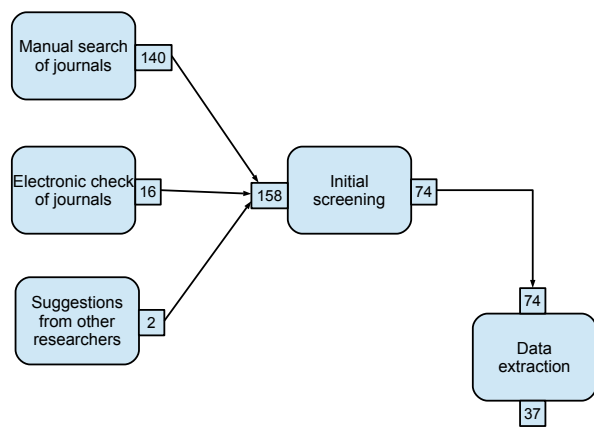 Manual search
of journals
140
Electronic check
of journals
16
Suggestions
from other
researchers
2
158
Initial
screening
74
74
Data
extraction
37